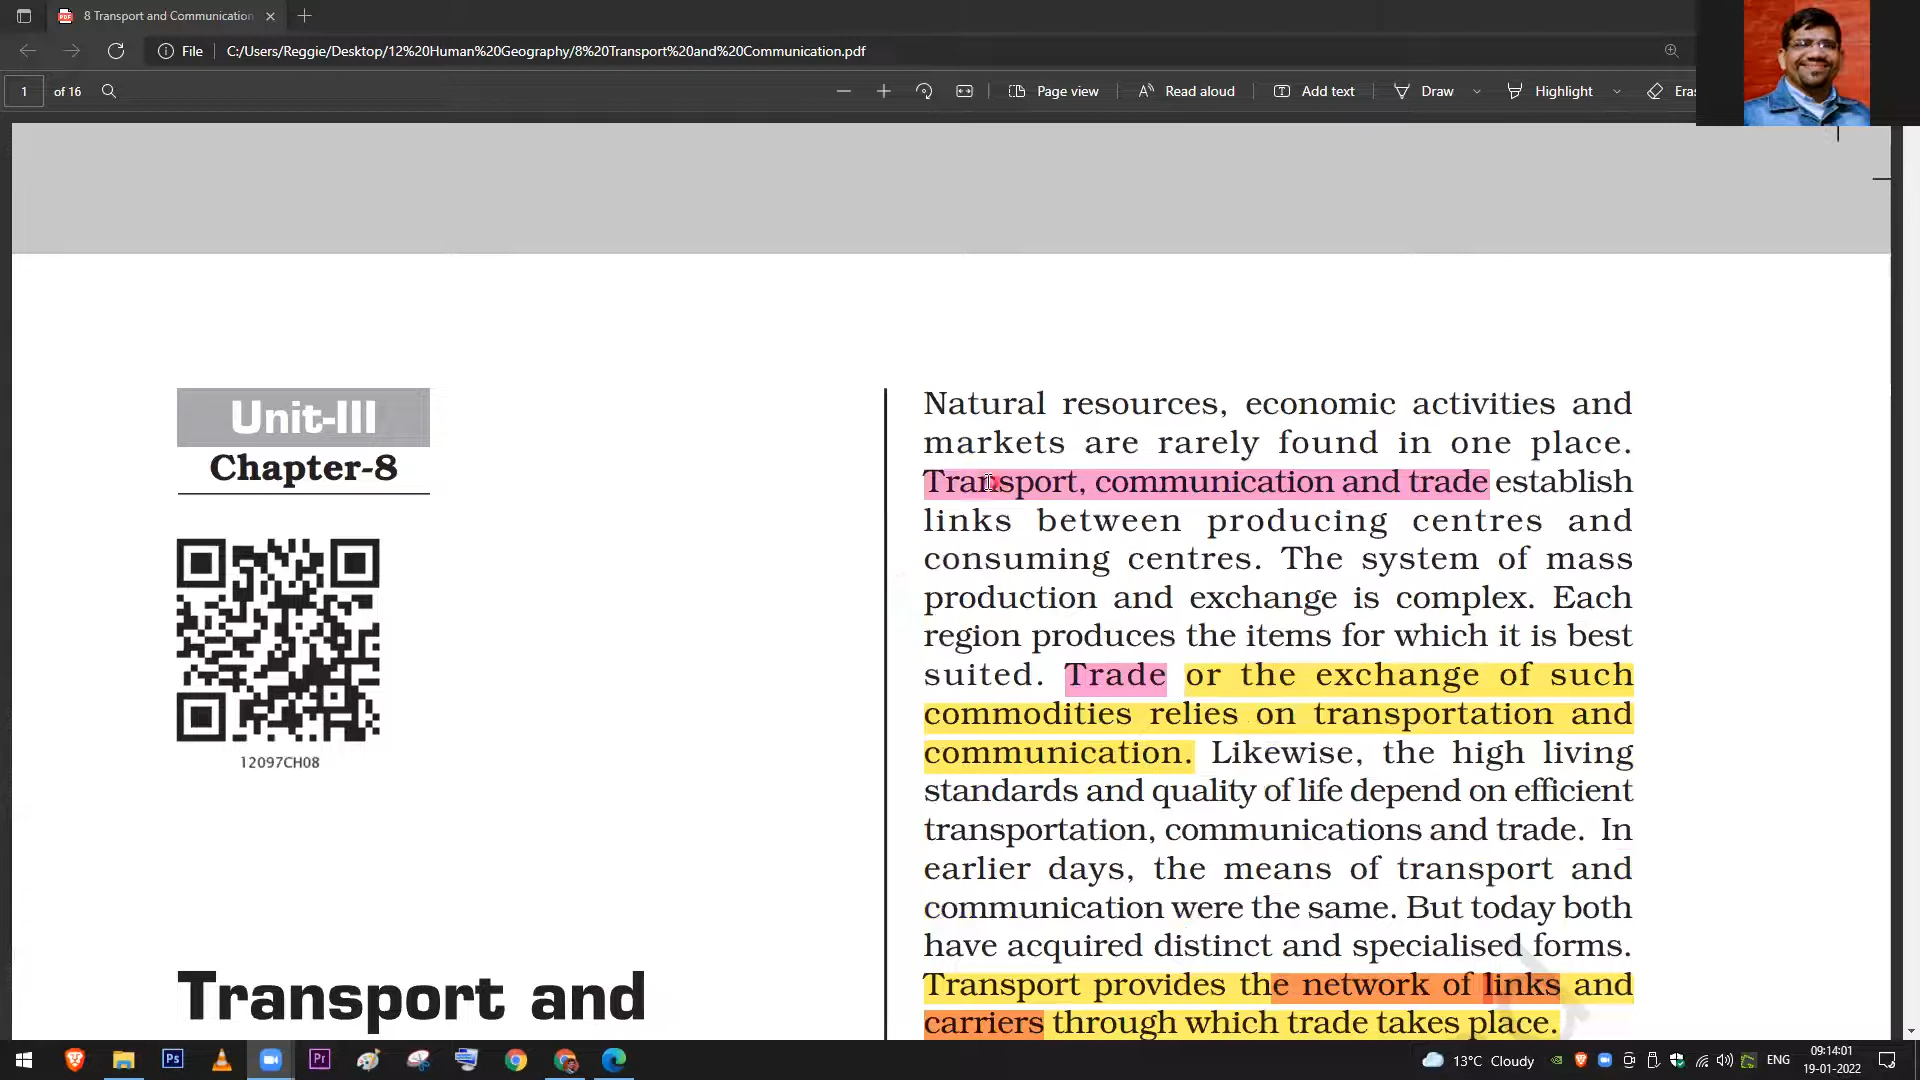 8 Transport and Communication
File
C:/Users/Reggie/Desktop/12%20Human%20Geography/8%20Transport%20and%20Communication.pdf
1 of 16
Page view
Read aloud
Add text
Draw
Highlight
Eras
Unit-III
Chapter-8
12097CH08
Transport and
Natural resources, economic activities and
markets are rarely found in one place.
Transport, communication and trade establish
links between producing centres and
consuming centres. The system of mass
production and exchange is complex. Each
region produces the items for which it is best
suited. Trade or the exchange of such
commodities relies on transportation and
communication. Likewise, the high living
standards and quality of life depend on efficient
transportation, communications and trade. In
earlier days, the means of transport and
communication were the same. But today both
have acquired distinct and specialised forms.
Transport provides the network of links and
carriers through which trade takes place.
Ps
Pr
13°C Cloudy
ENG
09:14:01
19-01-2022